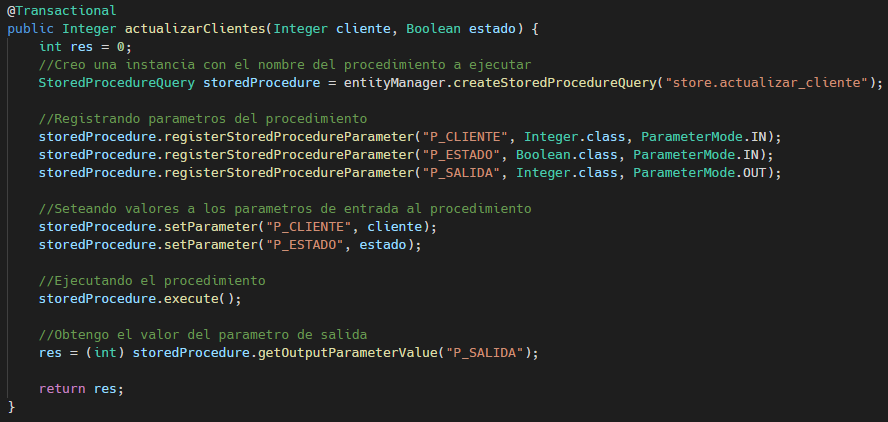 @Transactional
public Integer actualizarClientes(Integer cliente, Boolean estado) {
    int res = 0;
    //Creo una instancia con el nombre del procedimiento a ejecutar
    StoredProcedureQuery storedProcedure = entityManager.createStoredProcedureQuery("store.actualizar_cliente");

    //Registrando parametros del procedimiento
    storedProcedure.registerStoredProcedureParameter("P_CLIENTE", Integer.class, ParameterMode.IN);
    storedProcedure.registerStoredProcedureParameter("P_ESTADO", Boolean.class, ParameterMode.IN);
    storedProcedure.registerStoredProcedureParameter("P_SALIDA", Integer.class, ParameterMode.OUT);

    //Seteando valores a los parametros de entrada al procedimiento
    storedProcedure.setParameter("P_CLIENTE", cliente);
    storedProcedure.setParameter("P_ESTADO", estado);

    //Ejecutando el procedimiento
    storedProcedure.execute();

    //Obtengo el valor del parametro de salida
    res = (int) storedProcedure.getOutputParameterValue("P_SALIDA");

    return res;
}